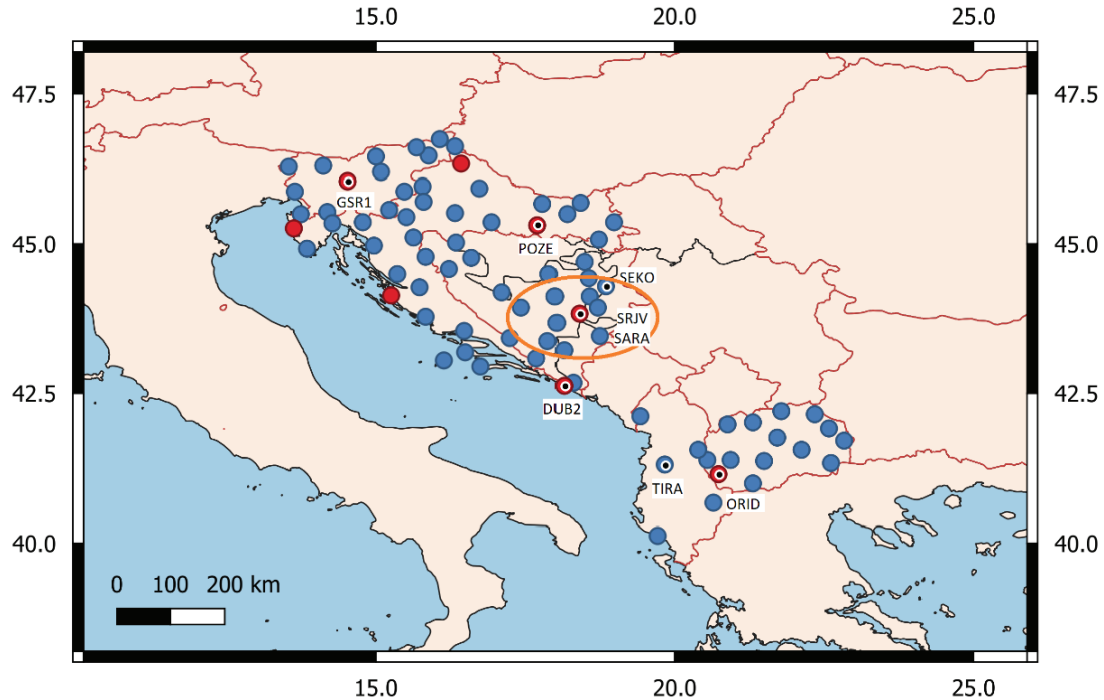 15.0 20.0 25.0
47.5 47.5
GSR1
45.0 POZE 45.0
SEKO
SRJV
SARA
42.5 DUB2 42.5
TIRA ORID
40.0 40.0
0 100 200 km
15.0 20.0 25.0